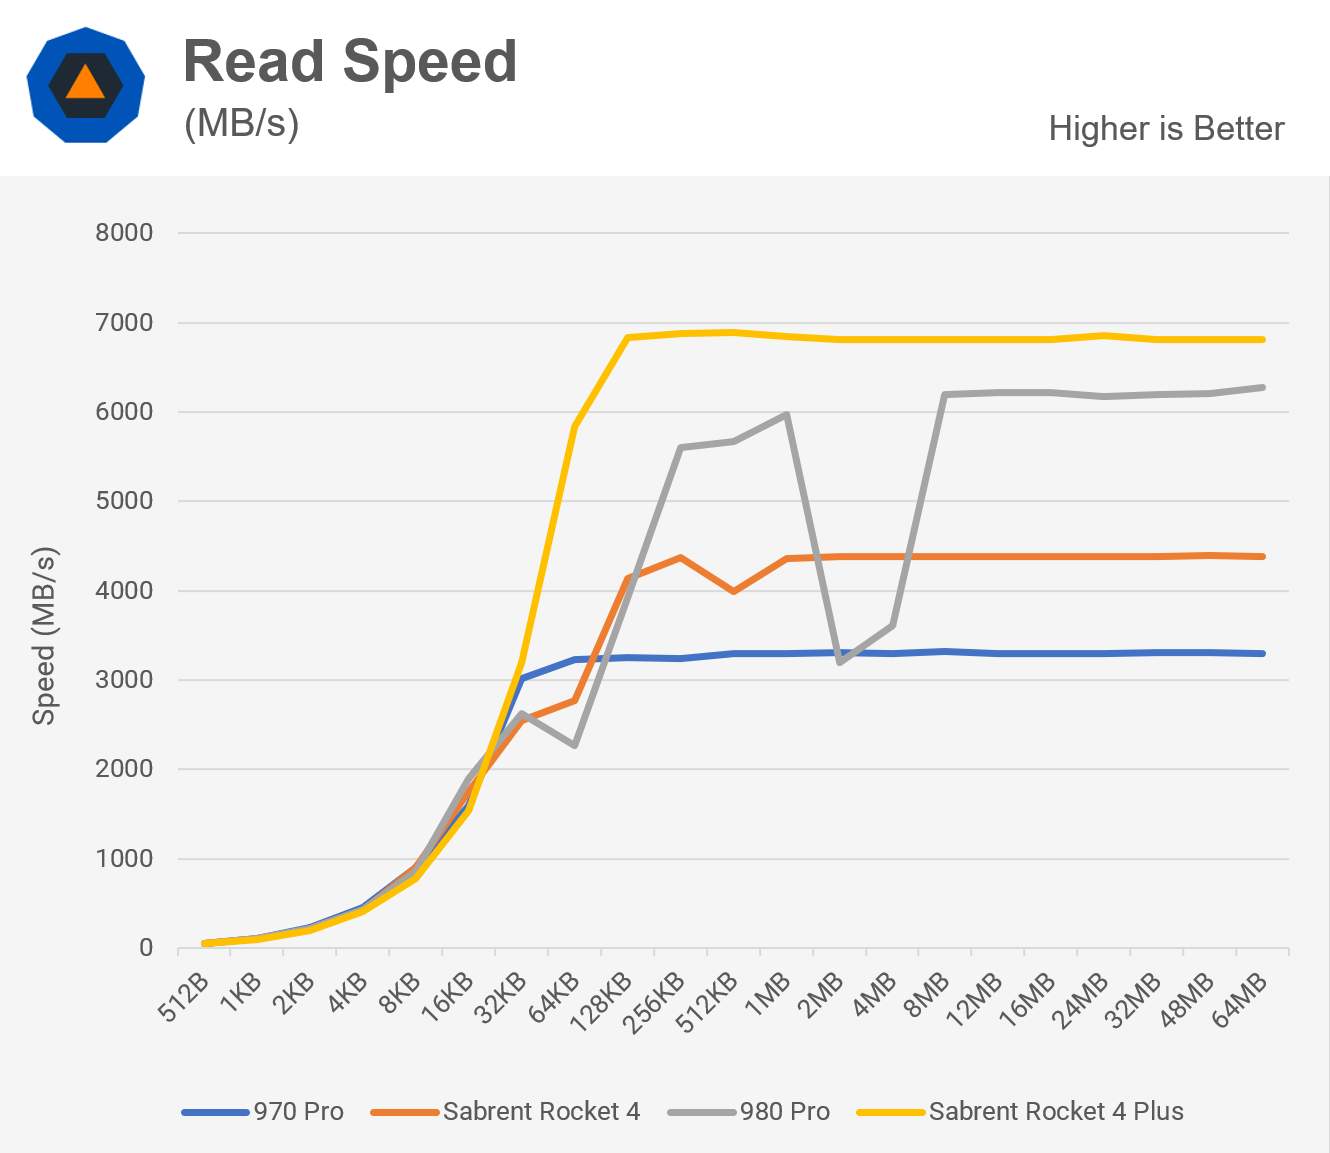 Read Speed
(MB/s)
Higher is Better
8000
7000
6000
5000
4000
3000
2000
1000
0
Speed (MB/s)
512B
1KB
2KB
4KB
8KB
16KB
32KB
64KB
128KB
256KB
512KB
1MB
2MB
4MB
8MB
12MB
16MB
24MB
32MB
48MB
64MB
970 Pro
Sabrent Rocket 4
980 Pro
Sabrent Rocket 4 Plus